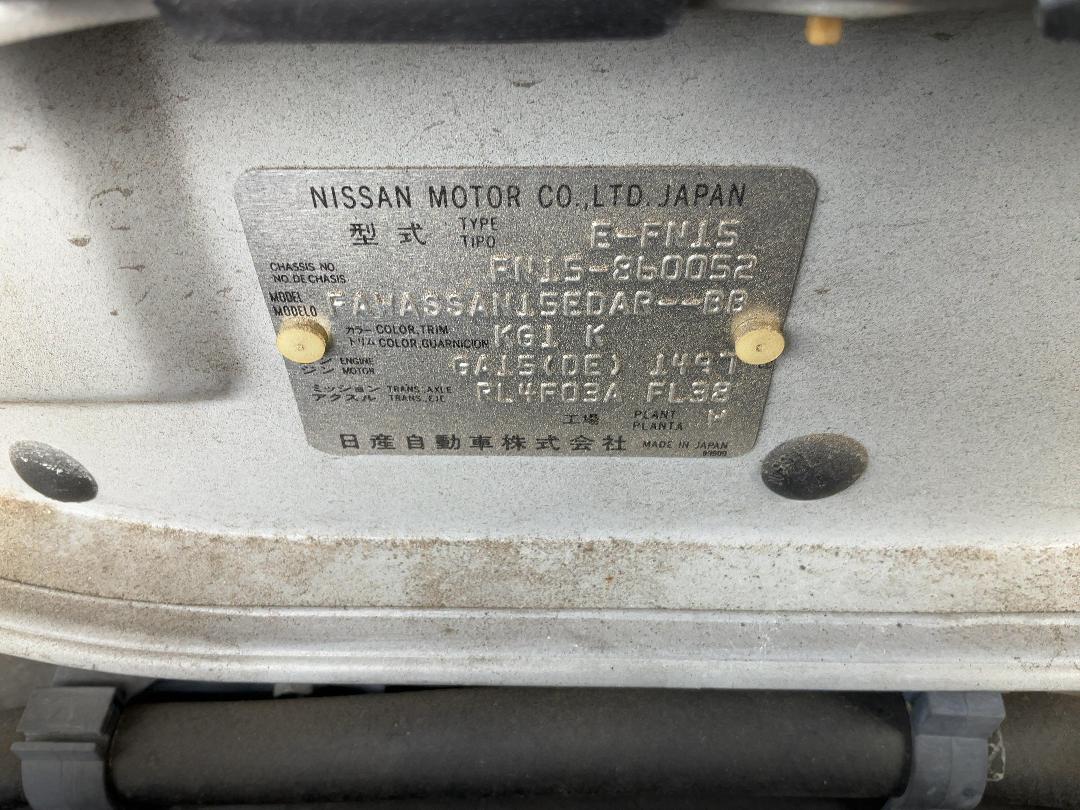 NISSAN MOTOR CO.,LTD. JAPAN
型式 TYPE TIPO E-FN15
CHASSIS NO. NO. DE CHASIS FN15-860052
MODEL MODELO
カラー COLOR,TRIM トリム COLOR, GUARNICION KG1 K
ENGINE MOTOR GA15(DE) 1497
ミッション TRANS. AXLE アクスル TRANS. EJE RL4F03A FL38
工場 PLANT PLANTA M
日産自動車株式会社 MADE IN JAPAN